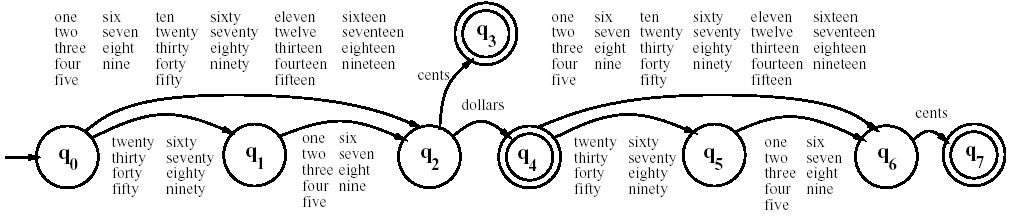 one six ten sixty eleven sixteen
two seven twenty seventy twelve seventeen
three eight thirty eighty thirteen eighteen
four nine forty ninety fourteen nineteen
five fifty fifteen
q3
one six ten sixty eleven sixteen
two seven twenty seventy twelve seventeen
three eight thirty eighty thirteen eighteen
four nine forty ninety fourteen nineteen
five fifty fifteen
cents
dollars
cents
q0
twenty sixty
thirty seventy
forty eighty
fifty ninety
q1
one six
two seven
three eight
four nine
five
q2
q4
twenty sixty
thirty seventy
forty eighty
fifty ninety
q5
one six
two seven
three eight
four nine
five
q6
q7